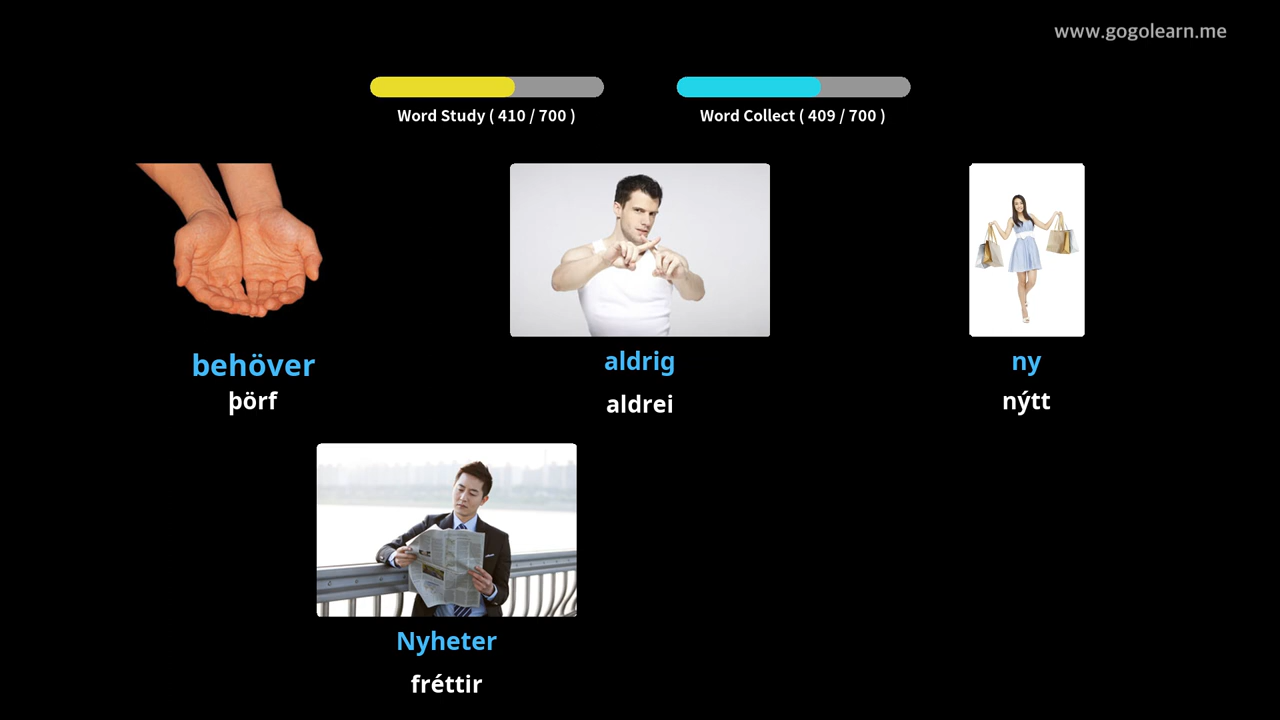 www.gogolearn.me
Word Study ( 410 / 700 )
Word Collect ( 409 / 700 )
behöver
þörf
aldrig
aldrei
ny
nýtt
Nyheter
fréttir